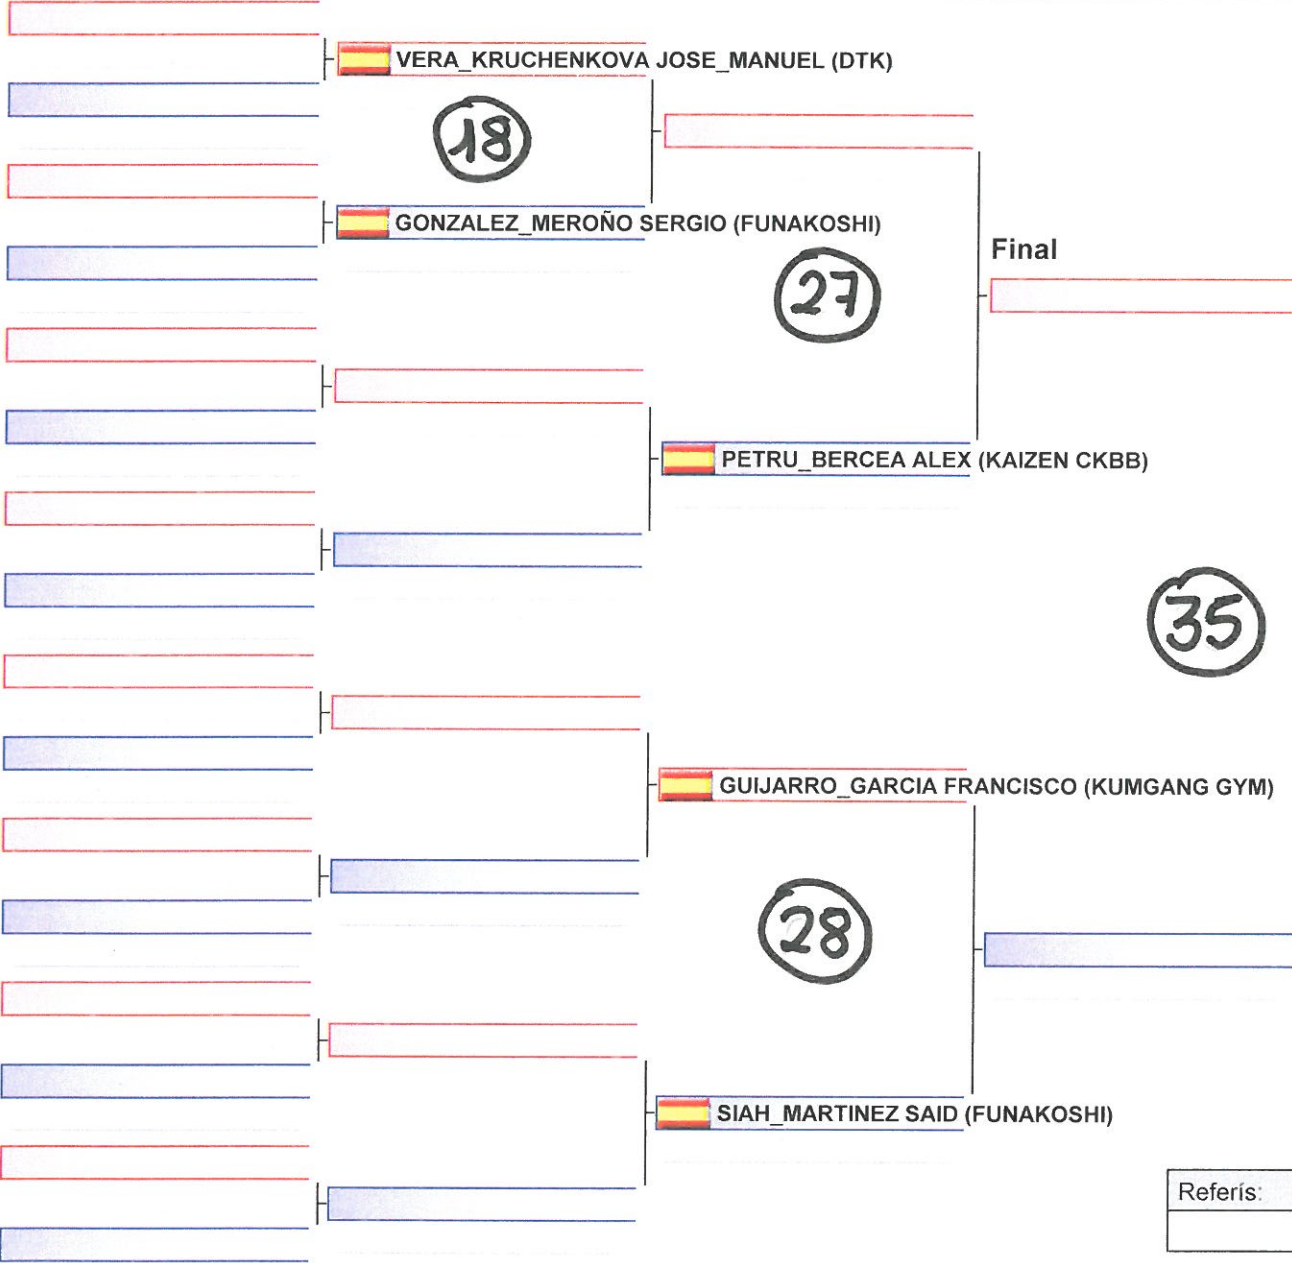 VERA_KRUCHENKOVA JOSE_MANUEL (DTK)
18
GONZALEZ_MEROÑO SERGIO (FUNAKOSHI)
Final
27
PETRU_BERCEA ALEX (KAIZEN CKBB)
35
GUIJARRO_GARCIA FRANCISCO (KUMGANG GYM)
28
SIAH_MARTINEZ SAID (FUNAKOSHI)
Referís: